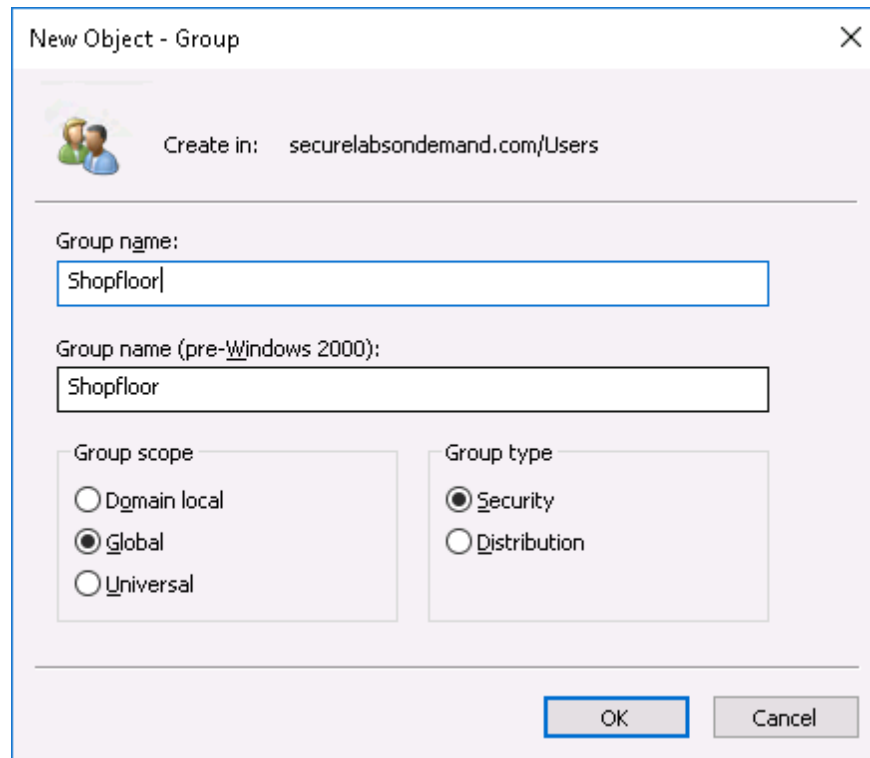 New Object - Group
Create in: securelabsondemand.com/Users
Group name:
Shopfloor
Group name (pre-Windows 2000):
Shopfloor
Group scope
Domain local
Global
Universal
Group type
Security
Distribution
OK
Cancel